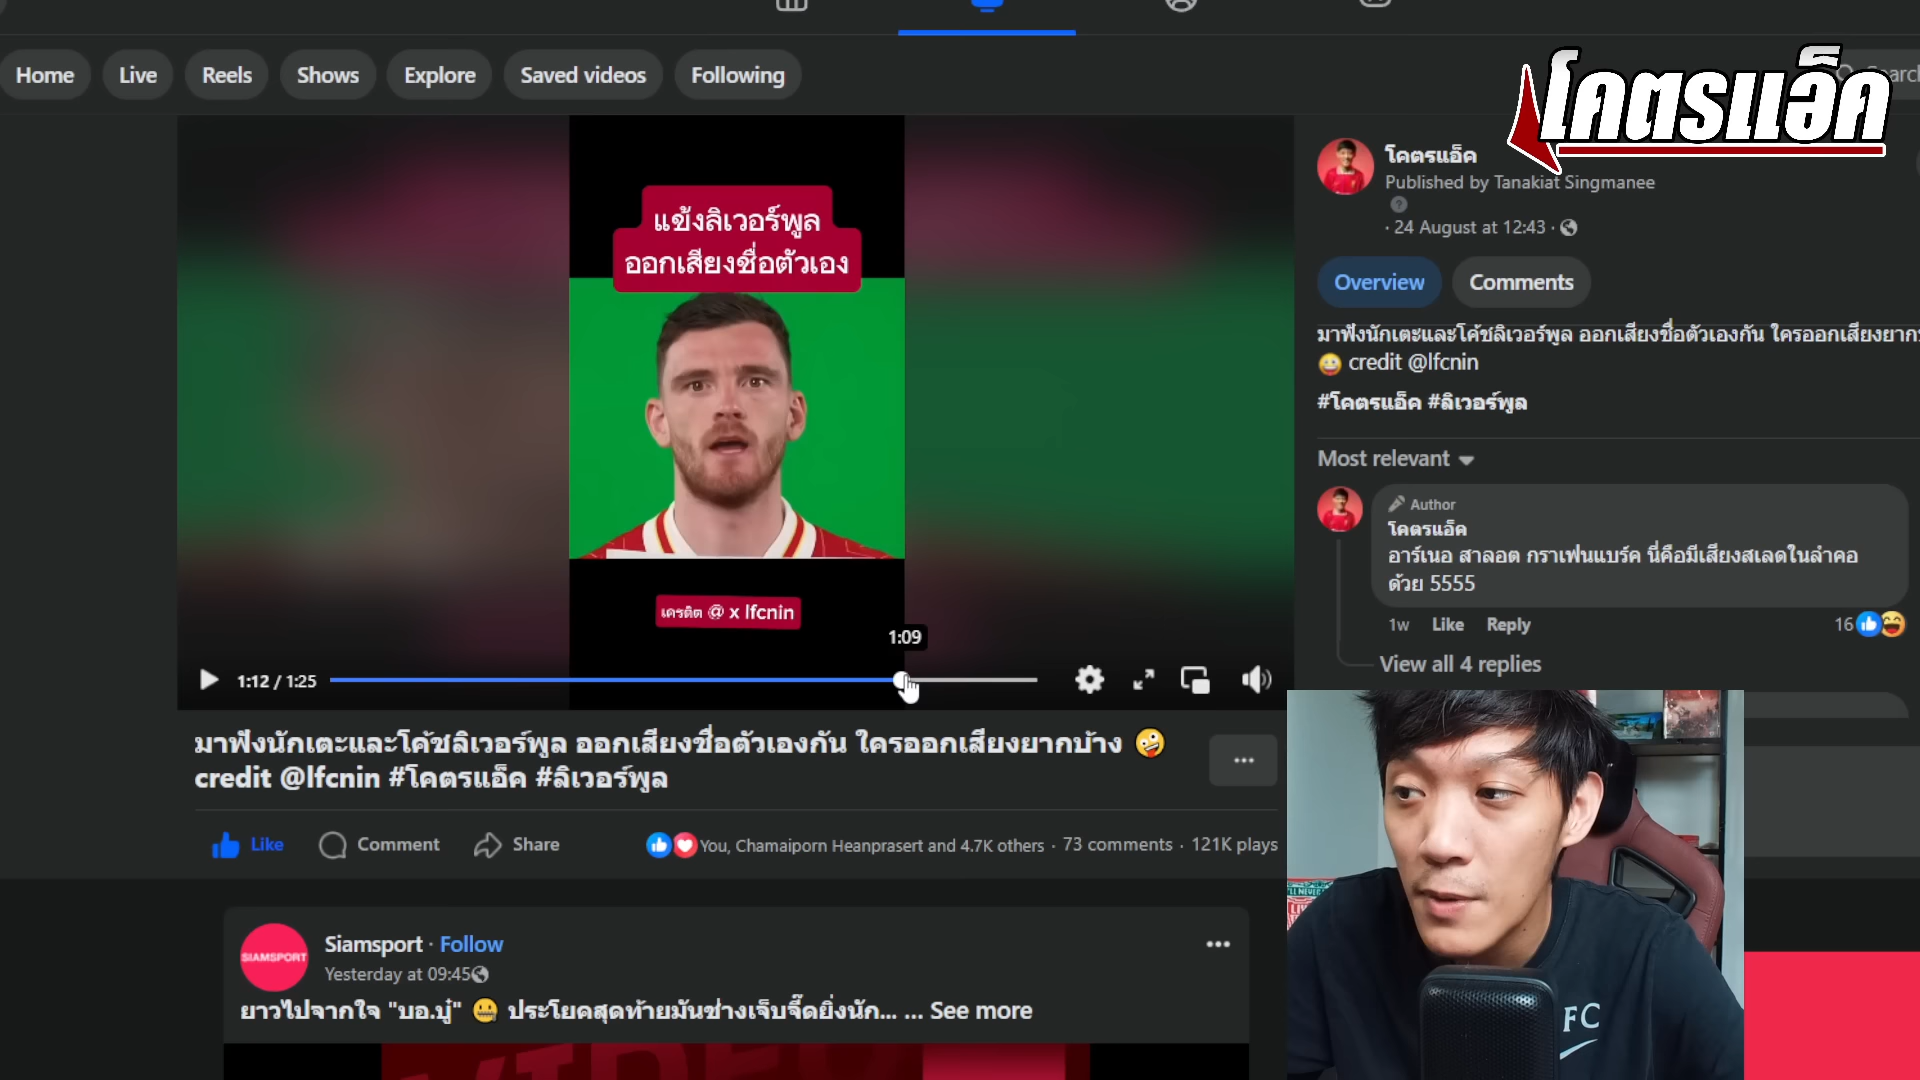 Home Live Reels Shows Explore Saved videos Following
โคตรแอ็ค
โคตรแอ็ค
Published by Tanakiat Singmanee
· 24 August at 12:43 ·
Overview Comments
แข้งลิเวอร์พูล
ออกเสียงชื่อตัวเอง
มาฟังนักเตะและโค้ชลิเวอร์พูล ออกเสียงชื่อตัวเองกัน ใครออกเสียงยาก
🤪 credit @lfcnin
#โคตรแอ็ค #ลิเวอร์พูล
Most relevant
Author
โคตรแอ็ค
อาร์เนอ สาลอต กราเฟนแบร์ค นี่คือมีเสียงสเลดในลำคอ
ด้วย 5555
1w Like Reply 16
View all 4 replies
เครดิต @ x lfcnin
1:09
1:12 / 1:25
มาฟังนักเตะและโค้ชลิเวอร์พูล ออกเสียงชื่อตัวเองกัน ใครออกเสียงยากบ้าง 🤪
credit @lfcnin #โคตรแอ็ค #ลิเวอร์พูล
Like Comment Share You, Chamaiporn Heanprasert and 4.7K others · 73 comments · 121K plays
SIAMSPORT
Siamsport · Follow
Yesterday at 09:45
ยาวไปจากใจ "บอ.บู๋" 🤐 ประโยคสุดท้ายมันช่างเจ็บจี๊ดยิ่งนัก... ... See more
FC